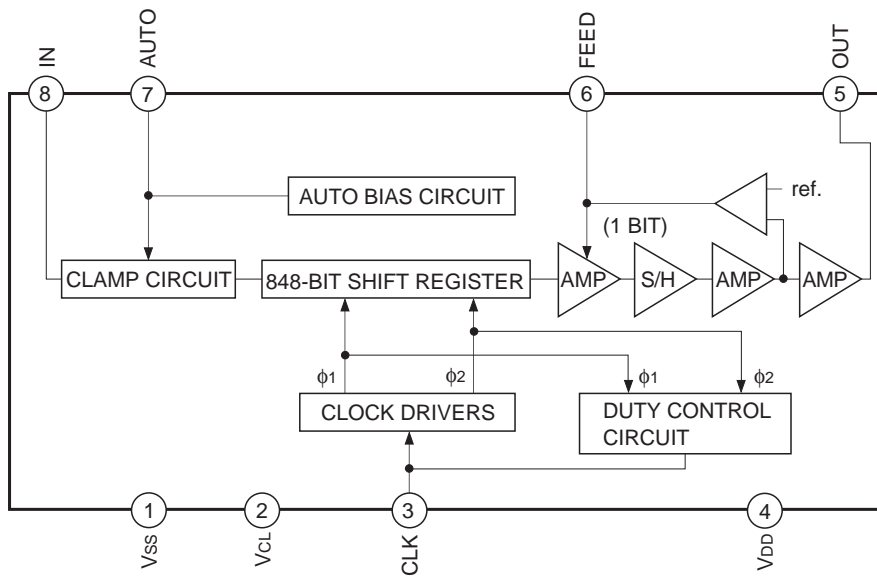 IN
AUTO
FEED
OUT
8
7
6
5
AUTO BIAS CIRCUIT
ref.
(1 BIT)
CLAMP CIRCUIT
848-BIT SHIFT REGISTER
AMP
S/H
AMP
AMP
ϕ1
ϕ2
ϕ1
ϕ2
CLOCK DRIVERS
DUTY CONTROL
CIRCUIT
1
2
3
4
VSS
VCL
CLK
VDD